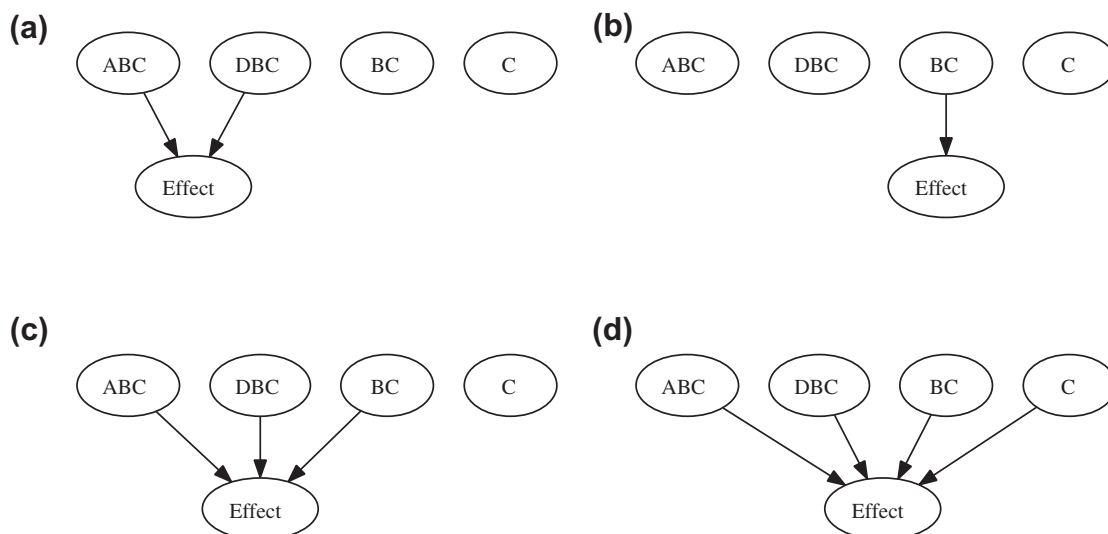 (a)
ABC DBC BC C
Effect
(b)
ABC DBC BC C
Effect
(c)
ABC DBC BC C
Effect
(d)
ABC DBC BC C
Effect